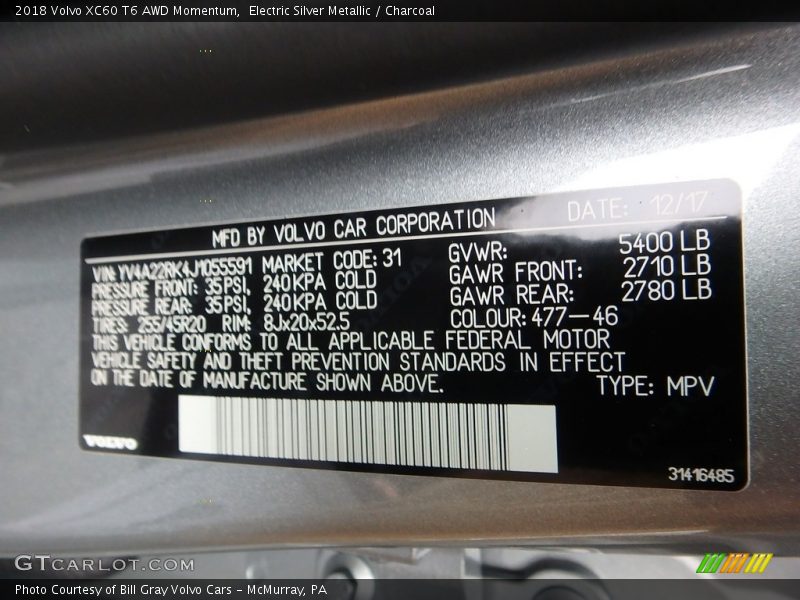 2018 Volvo XC60 T6 AWD Momentum,  Electric Silver Metallic / Charcoal
DATE: 12/17
MFD BY VOLVO CAR CORPORATION
VIN: YV4A22RK4J1055591 MARKET CODE: 31
PRESSURE FRONT: 35PSI, 240KPA COLD
PRESSURE REAR: 35PSI, 240KPA COLD
TIRES: 255/45R20 RIM: 8Jx20x52.5
GVWR: 5400 LB
GAWR FRONT: 2710 LB
GAWR REAR: 2780 LB
COLOUR: 477-46
THIS VEHICLE CONFORMS TO ALL APPLICABLE FEDERAL MOTOR
VEHICLE SAFETY AND THEFT PREVENTION STANDARDS IN EFFECT
ON THE DATE OF MANUFACTURE SHOWN ABOVE.
TYPE: MPV
VOLVO
31416485
GTCARLOT.COM
Photo Courtesy of Bill Gray Volvo Cars - McMurray, PA